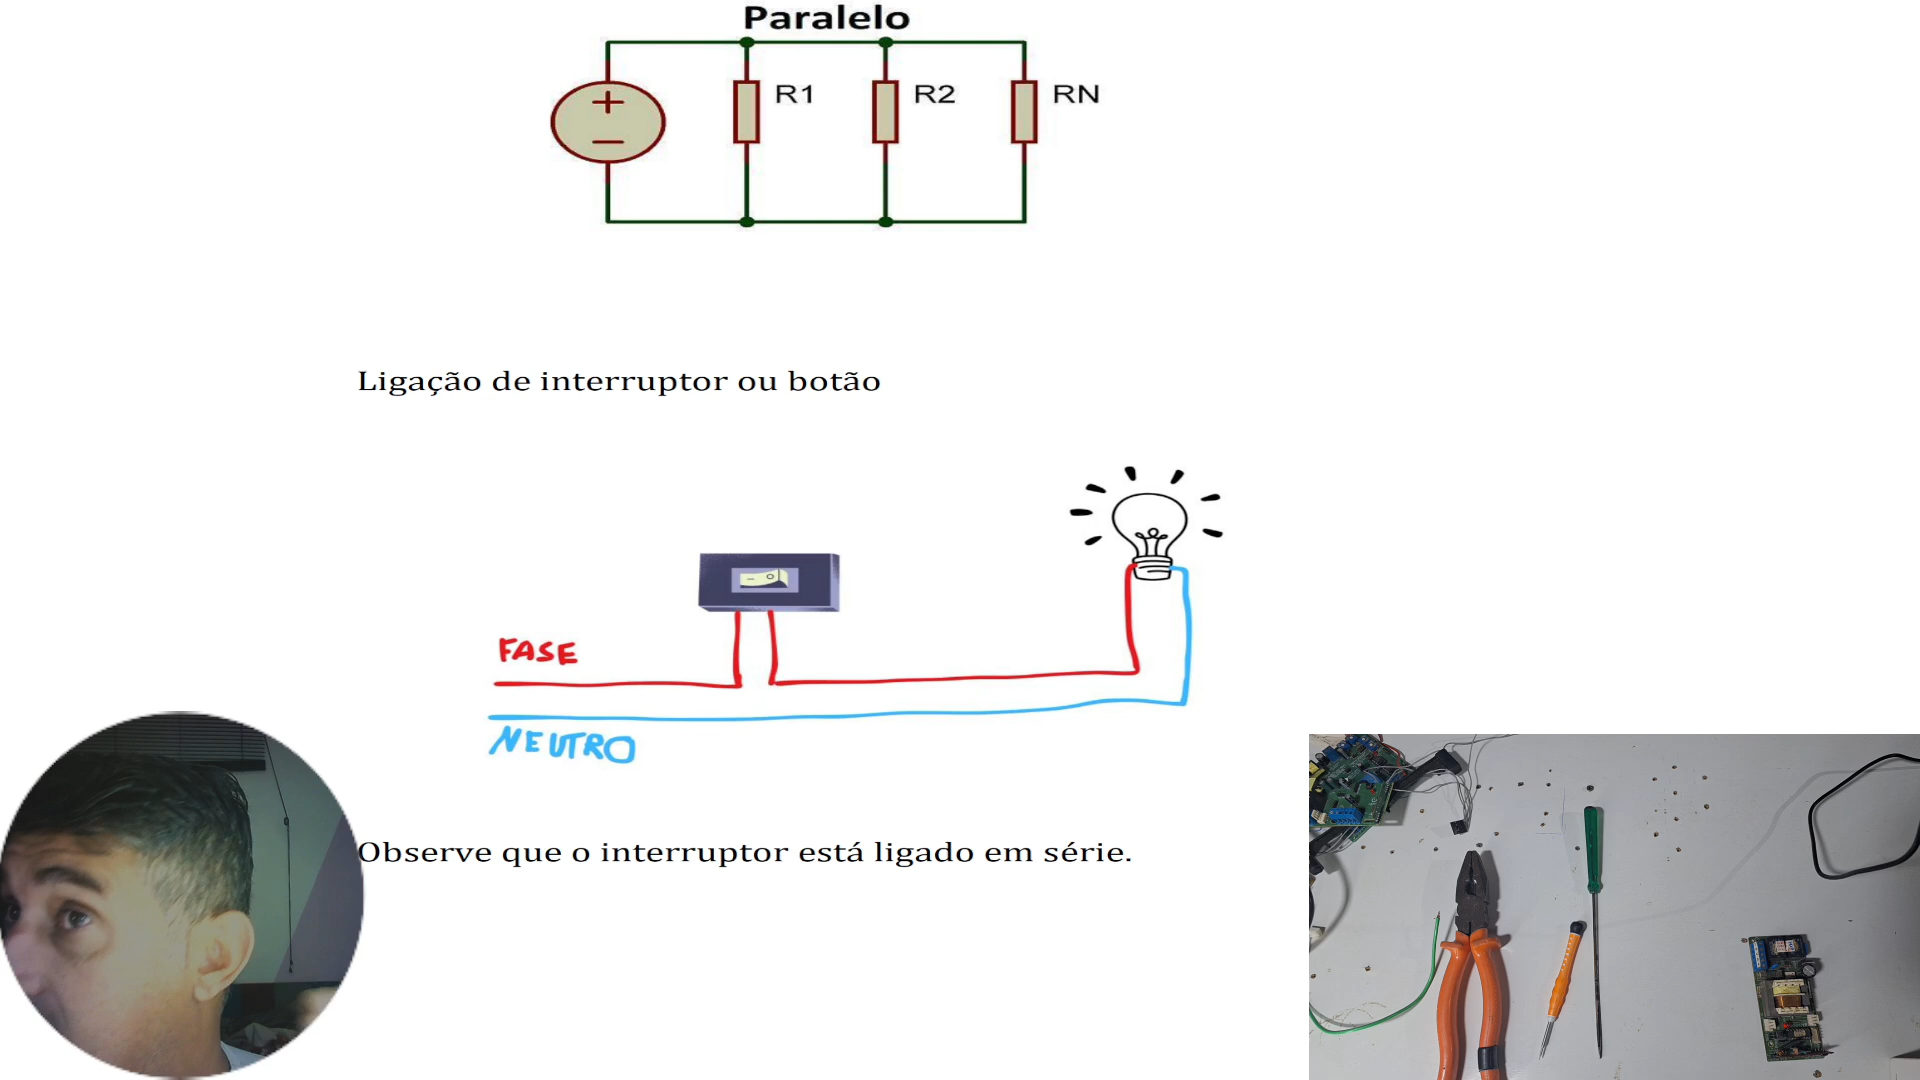 Paralelo
R1
R2
RN
Ligação de interruptor ou botão
FASE
NEUTRO
Observe que o interruptor está ligado em série.